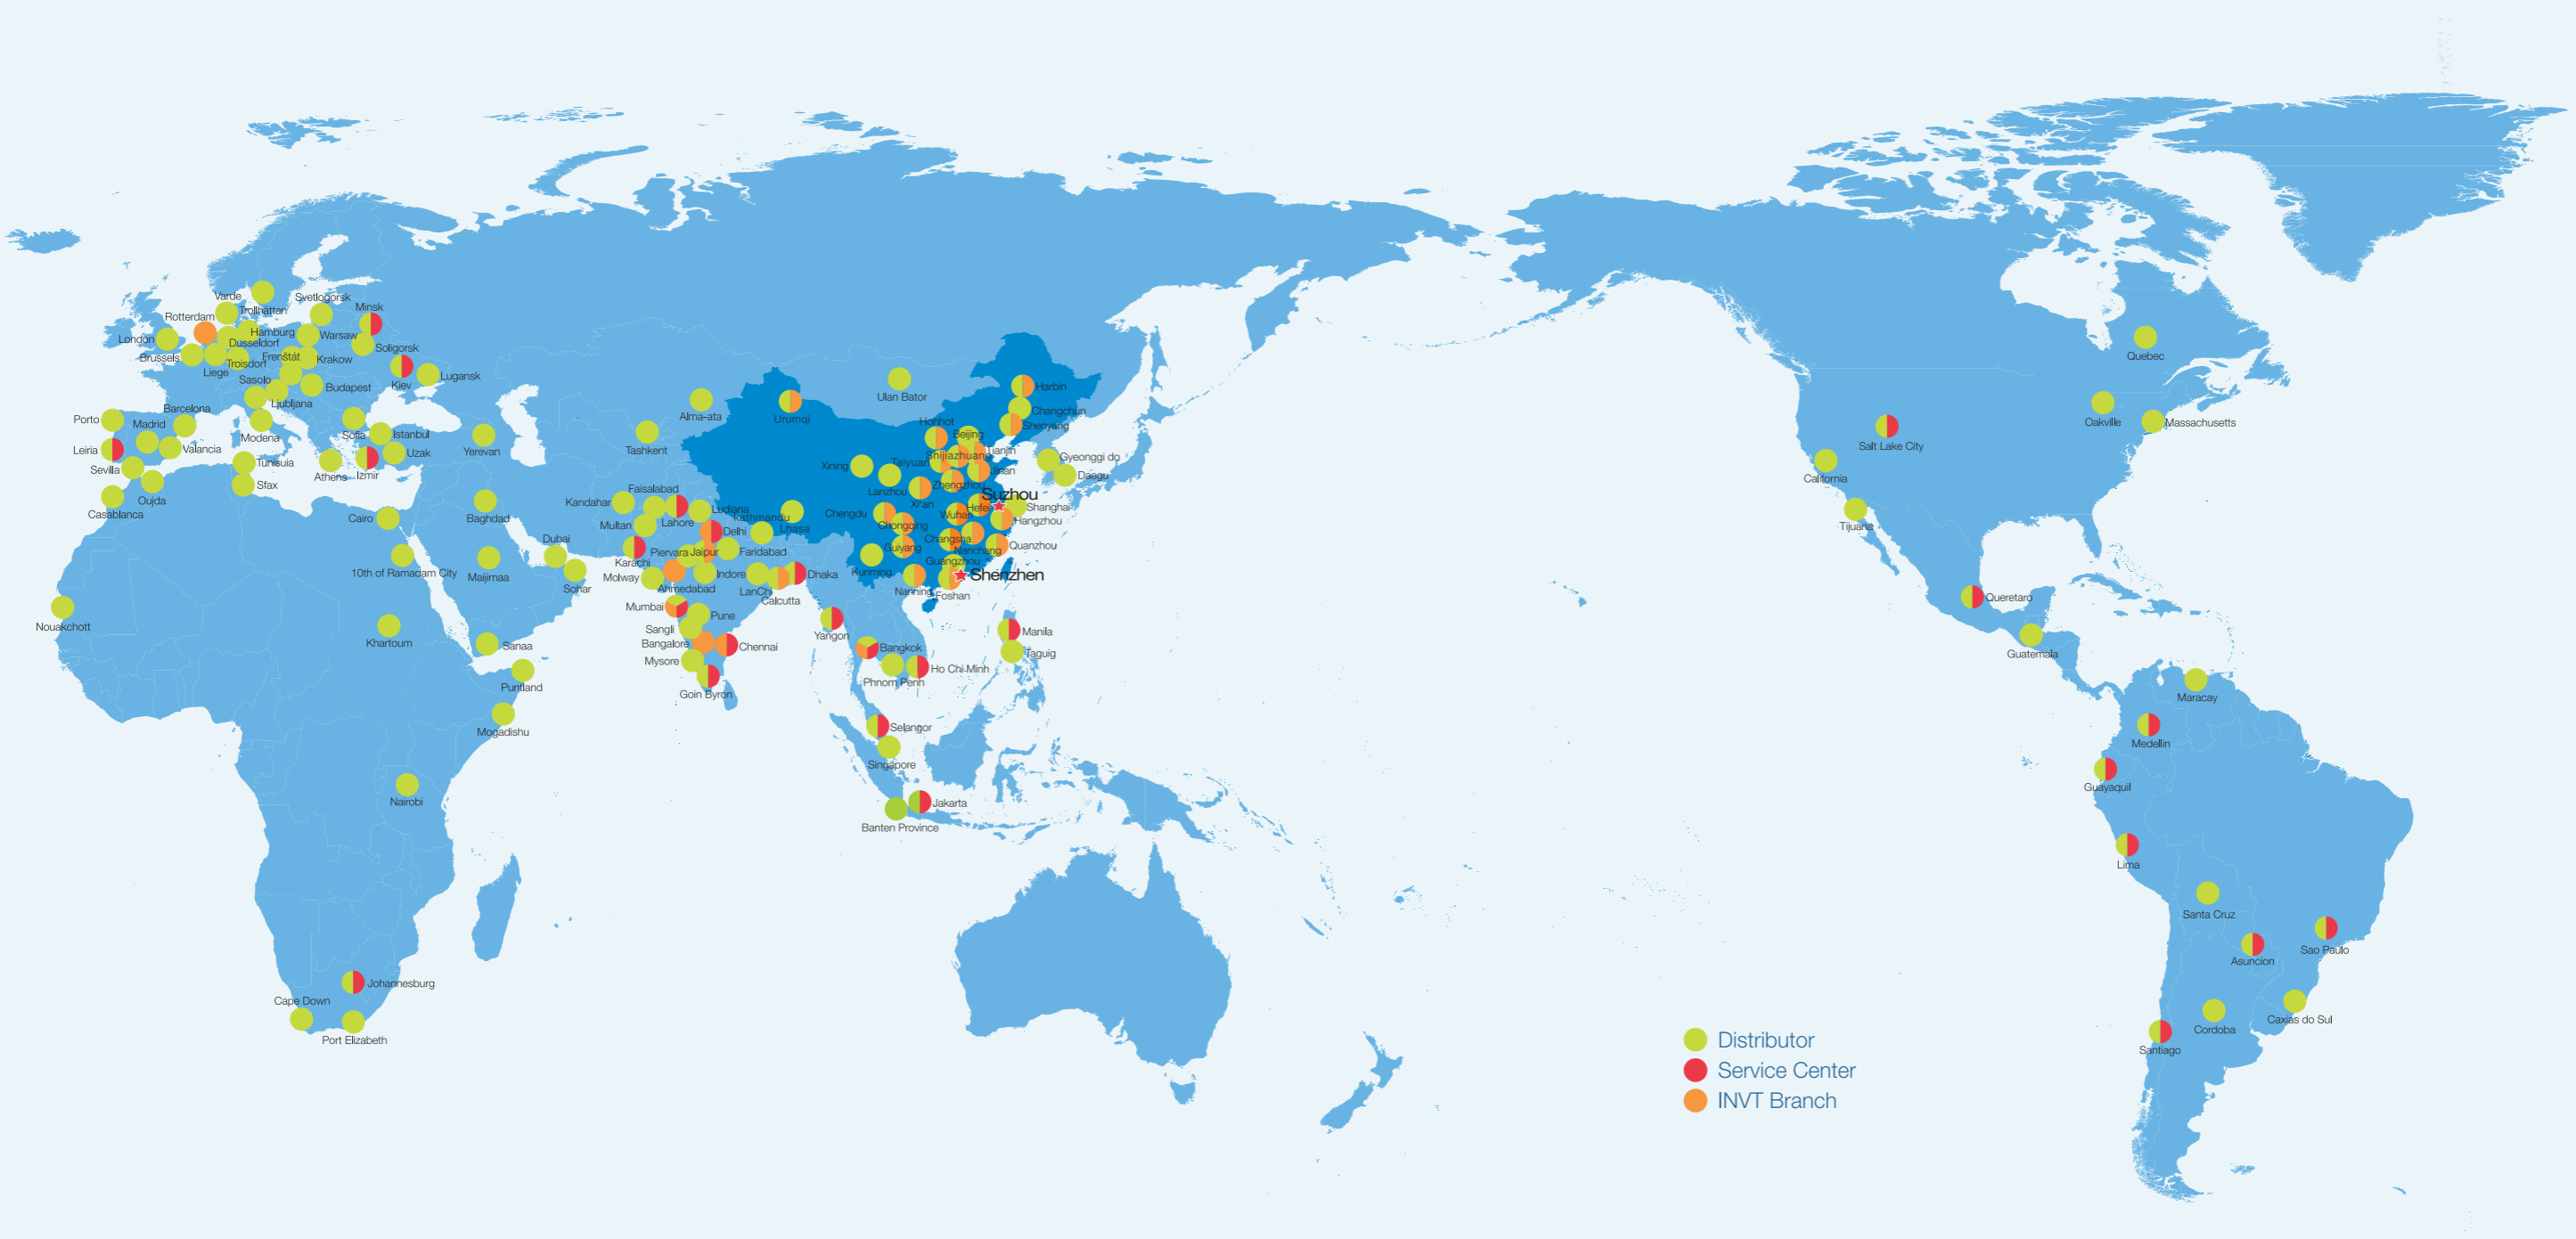 Varde
Trollhattan
Svetlogorsk
Minsk
Rotterdam
Hamburg
Warsaw
London
Dusseldorf
Soligorsk
Brussels
Troisdorf
Frenštát
Krakow
Liege
Sasolo
Kiev
Lugansk
Budapest
Ljubljana
Barcelona
Porto
Madrid
Modena
Sofia
Istanbul
Leiria
Valancia
Uzak
Yerevan
Sevilla
Tunisuia
Athens
Izmir
Oujda
Sfax
Casablanca
Cairo
Baghdad
Dubai
10th of Ramadam City
Maijimaa
Sohar
Nouakchott
Khartoum
Sanaa
Puntland
Mogadishu
Nairobi
Johannesburg
Cape Down
Port Elizabeth
Alma-ata
Urumqi
Ulan Bator
Tashkent
Harbin
Changchun
Shenyang
Hohhot
Beijing
Tianjin
Shijiazhuang
Taiyuan
Jinan
Xining
Lanzhou
Zhengzhou
Xi'an
Suzhou
Gyeonggi do
Daegu
Kandahar
Faisalabad
Multan
Lahore
Ludiana
kathmandu
Lhasa
Chengdu
Chongqing
Wuhan
Hefei
Shanghai
Hangzhou
Delhi
Karachi
Piervara
Jaipur
Faridabad
Guiyang
Changsha
Nanchang
Quanzhou
Molway
Ahmedabad
Indore
LanChi
Calcutta
Dhaka
Kunming
Nanning
Guangzhou
Shenzhen
Foshan
Mumbai
Pune
Sangli
Bangalore
Chennai
Mysore
Goin Byron
Yangon
Bangkok
Phnom Penh
Ho Chi Minh
Manila
Taguig
Selangor
Singapore
Jakarta
Banten Province
Quebec
Oakville
Massachusetts
Salt Lake City
California
Tijuana
Queretaro
Guatemala
Maracay
Medellin
Guayaquil
Lima
Santa Cruz
Sao Paulo
Asuncion
Caxias do Sul
Cordoba
Santiago
Distributor
Service Center
INVT Branch